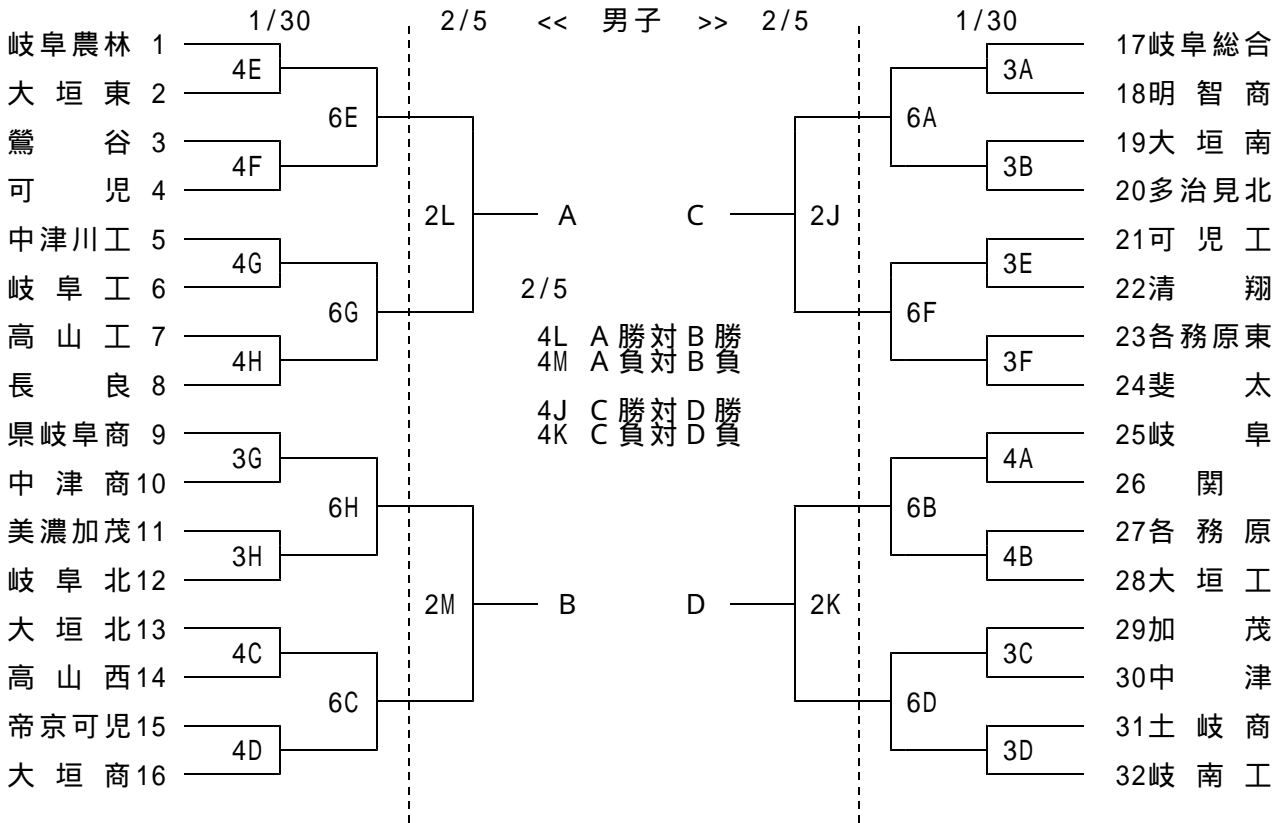 1/30 2/5 << 男子 >> 2/5 1/30
岐阜農林 1
17岐阜総合
4E
3A
大垣東 2
18明智商
6E
6A
鶯谷 3
19大垣南
4F
3B
可児 4
20多治見北
2L A C 2J
中津川工 5
21可児工
4G
3E
岐阜工 6
22清翔
2/5
6G
6F
高山工 7
23各務原東
4L A勝対B勝
4M A負対B負
4H
3F
長良 8
24斐太
4J C勝対D勝
4K C負対D負
県岐阜商 9
25岐阜
3G
4A
中津商10
26関
6H
6B
美濃加茂11
27各務原
3H
4B
岐阜北12
28大垣工
2M B D 2K
大垣北13
29加茂
4C
3C
高山西14
30中津
6C
6D
帝京可児15
31土岐商
4D
3D
大垣商16
32岐南工